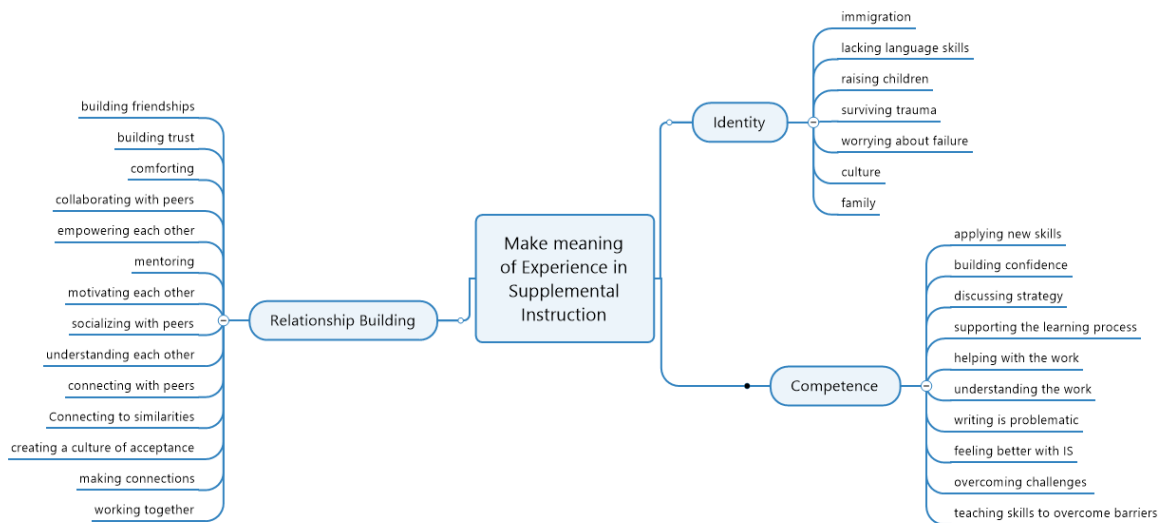 Make meaning
of Experience in
Supplemental
Instruction
Relationship Building
building friendships
building trust
comforting
collaborating with peers
empowering each other
mentoring
motivating each other
socializing with peers
understanding each other
connecting with peers
Connecting to similarities
creating a culture of acceptance
making connections
working together
Identity
immigration
lacking language skills
raising children
surviving trauma
worrying about failure
culture
family
Competence
applying new skills
building confidence
discussing strategy
supporting the learning process
helping with the work
understanding the work
writing is problematic
feeling better with IS
overcoming challenges
teaching skills to overcome barriers